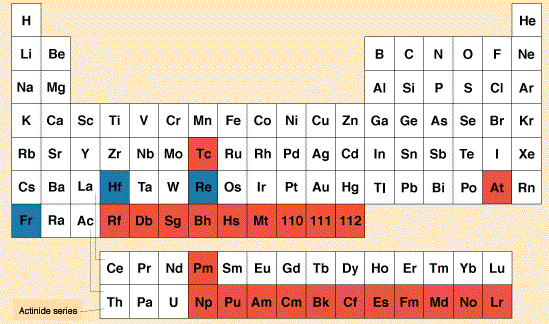 H He
Li Be B C N O F Ne
Na Mg Al Si P S Cl Ar
K Ca Sc Ti V Cr Mn Fe Co Ni Cu Zn Ga Ge As Se Br Kr
Rb Sr Y Zr Nb Mo Tc Ru Rh Pd Ag Cd In Sn Sb Te I Xe
Cs Ba La Hf Ta W Re Os Ir Pt Au Hg Tl Pb Bi Po At Rn
Fr Ra Ac Rf Db Sg Bh Hs Mt 110 111 112
Ce Pr Nd Pm Sm Eu Gd Tb Dy Ho Er Tm Yb Lu
Th Pa U Np Pu Am Cm Bk Cf Es Fm Md No Lr
Actinide series